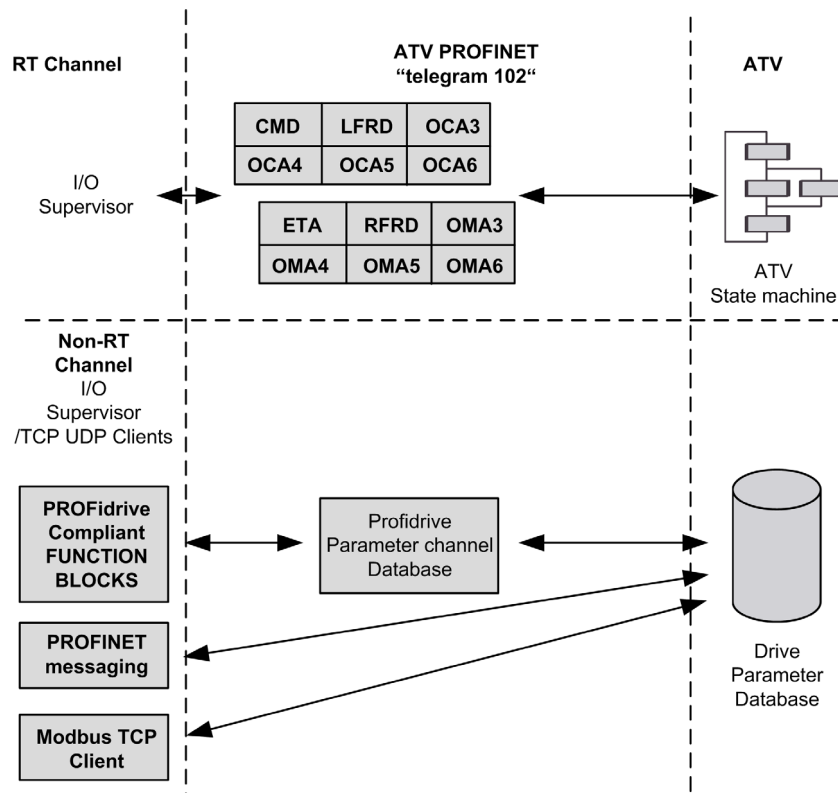 RT Channel
ATV PROFINET
“telegram 102“
ATV
CMD LFRD OCA3
OCA4 OCA5 OCA6
I/O
Supervisor
ETA RFRD OMA3
OMA4 OMA5 OMA6
ATV
State machine
Non-RT
Channel
I/O
Supervisor
/TCP UDP Clients
PROFidrive
Compliant
FUNCTION
BLOCKS
Profidrive
Parameter channel
Database
PROFINET
messaging
Drive
Parameter
Database
Modbus TCP
Client